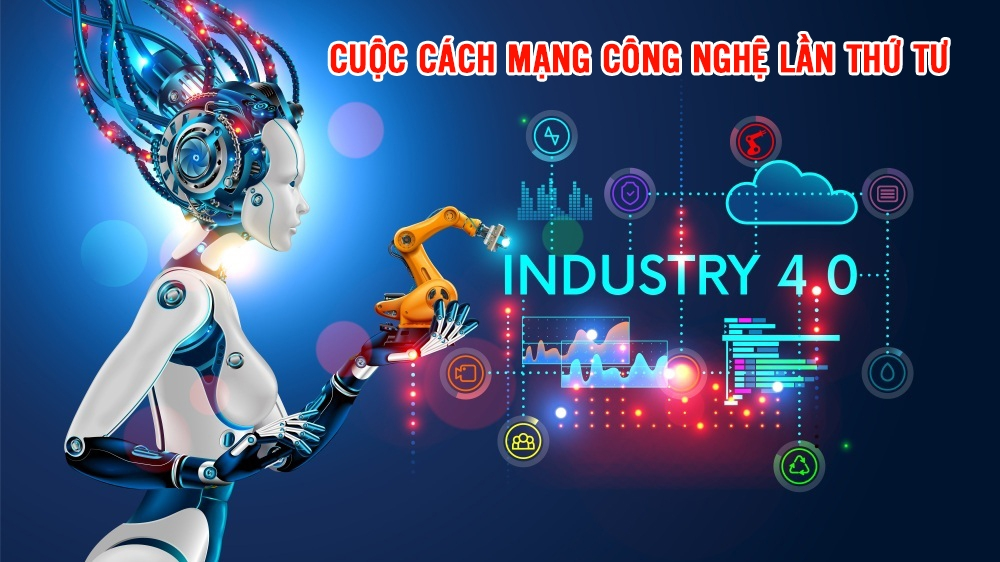 CUỘC CÁCH MẠNG CÔNG NGHỆ LẦN THỨ TƯ
INDUSTRY 4.0